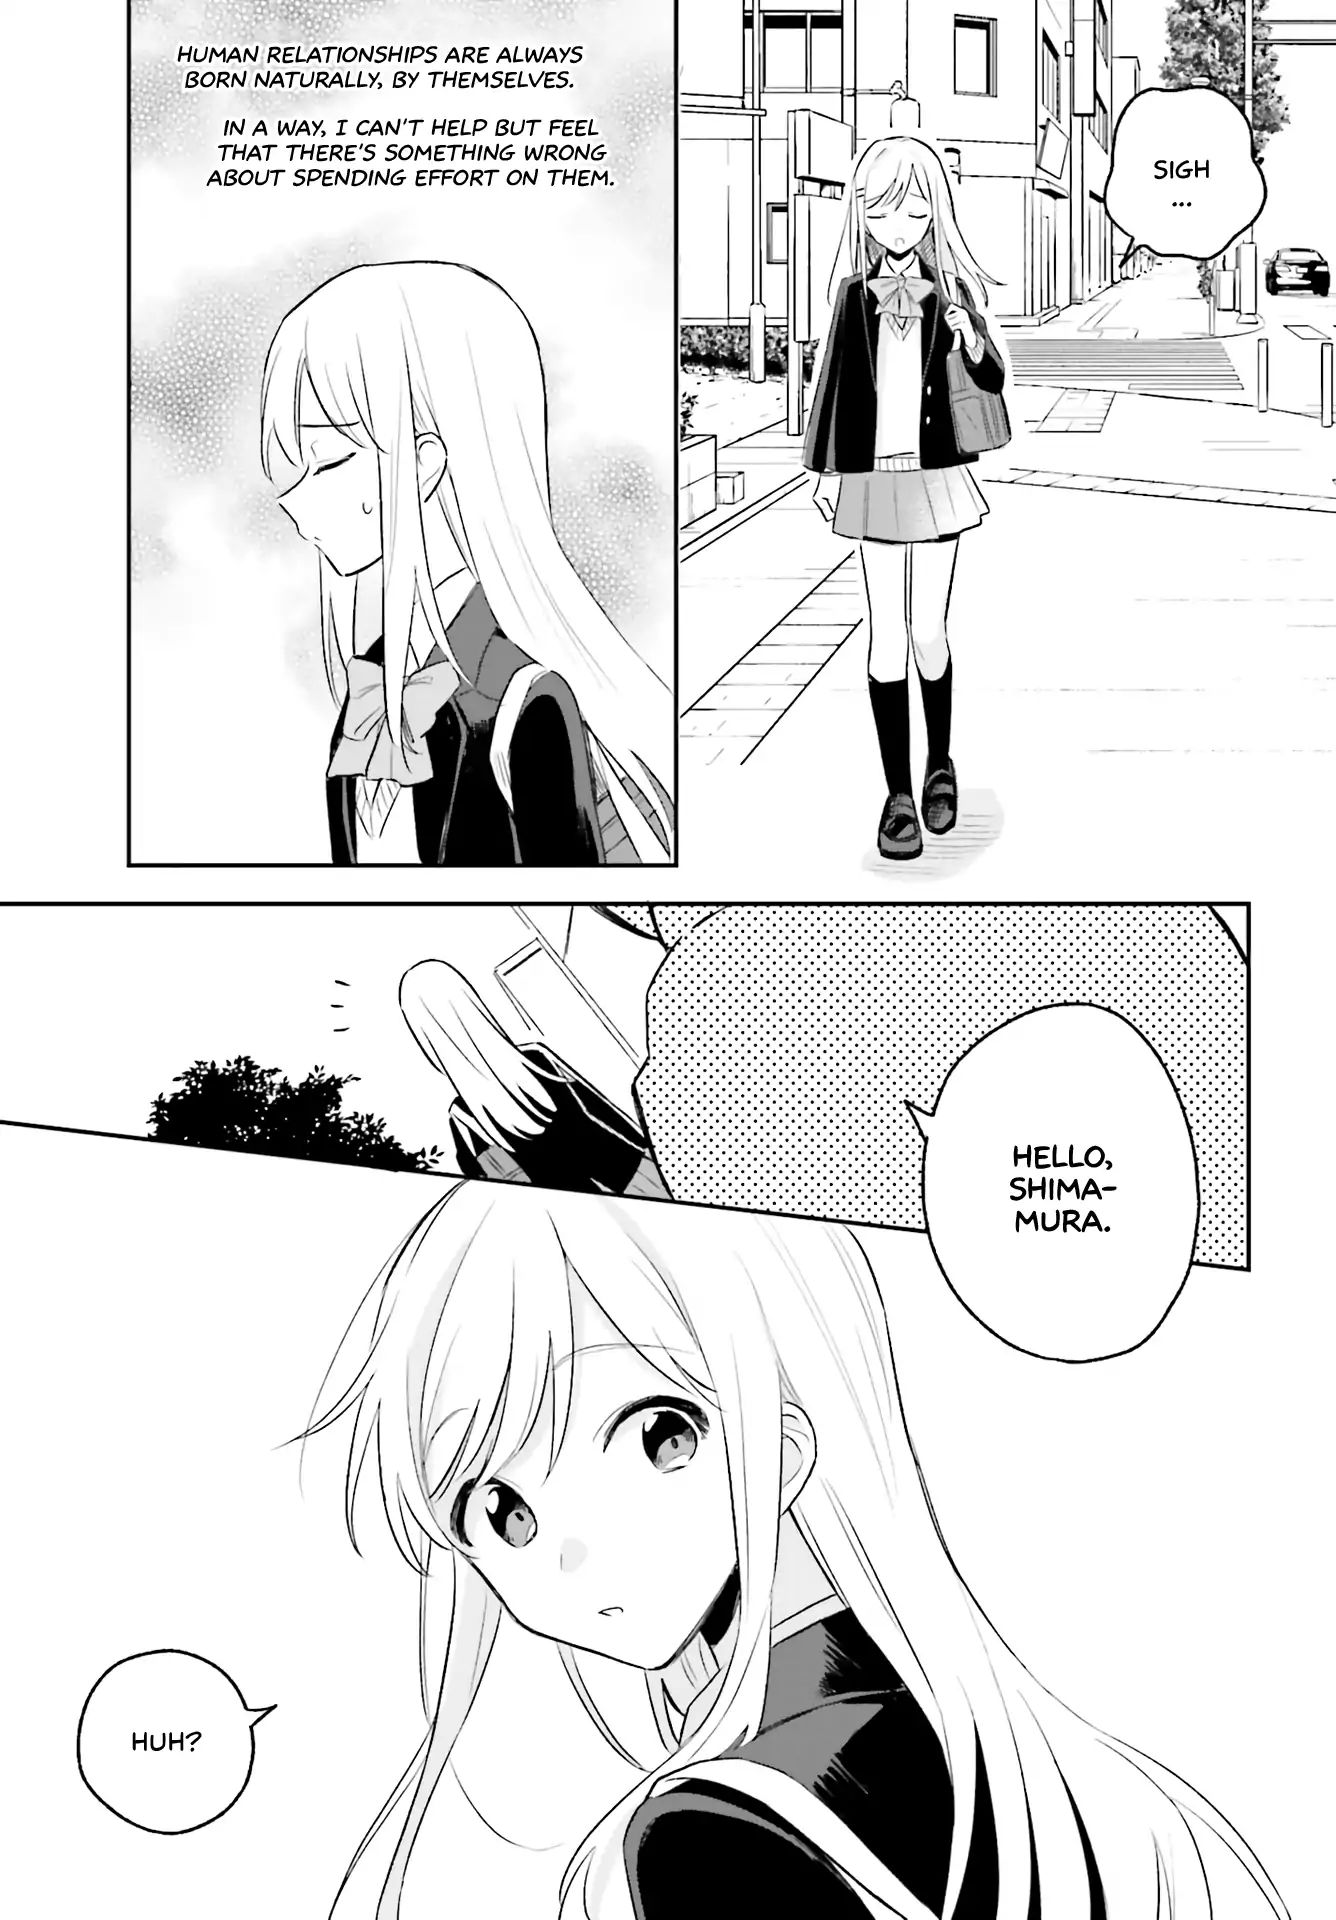 SIGH
...
HUMAN RELATIONSHIPS ARE ALWAYS
BORN NATURALLY, BY THEMSELVES.
IN A WAY, I CAN'T HELP BUT FEEL
THAT THERE'S SOMETHING WRONG
ABOUT SPENDING EFFORT ON THEM.
HELLO,
SHIMA-
MURA.
HUH?